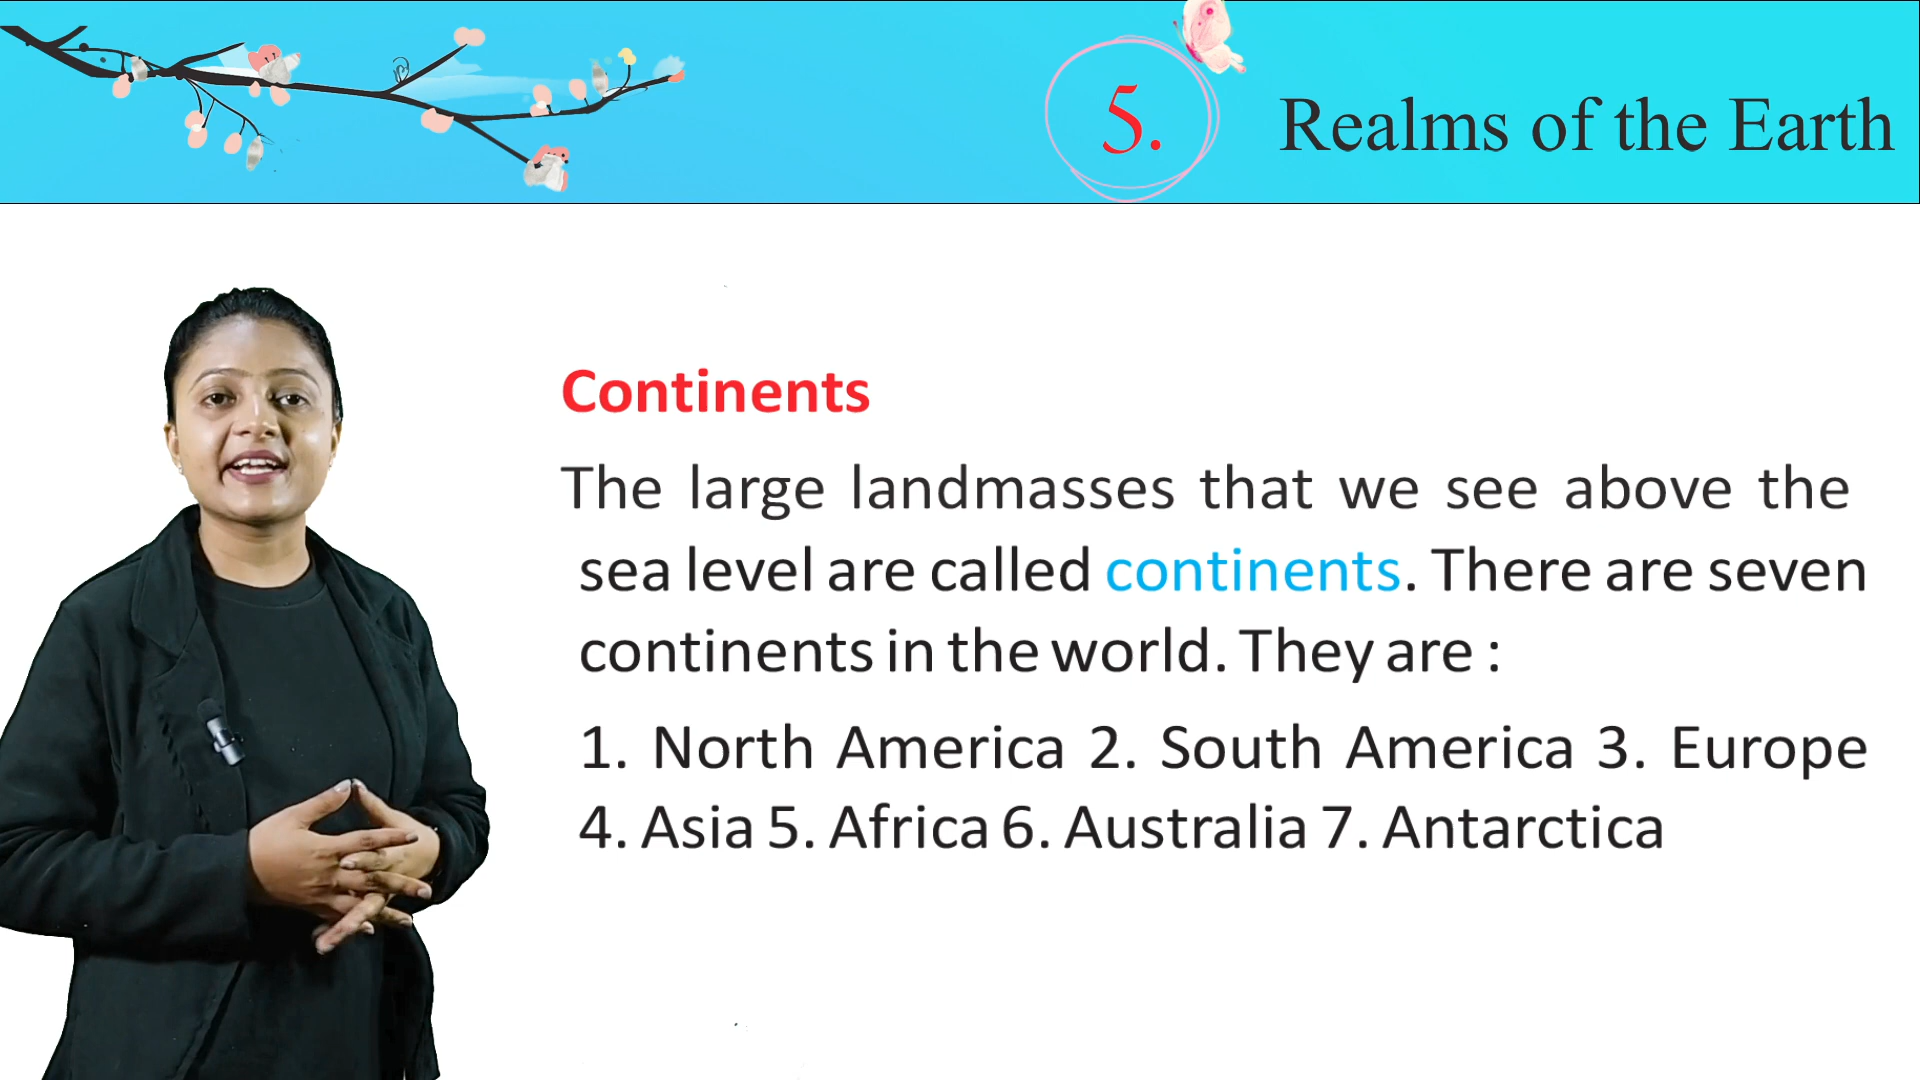 5. Realms of the Earth
Continents
The large landmasses that we see above the
sea level are called continents. There are seven
continents in the world. They are :
1. North America 2. South America 3. Europe
4. Asia 5. Africa 6. Australia 7. Antarctica